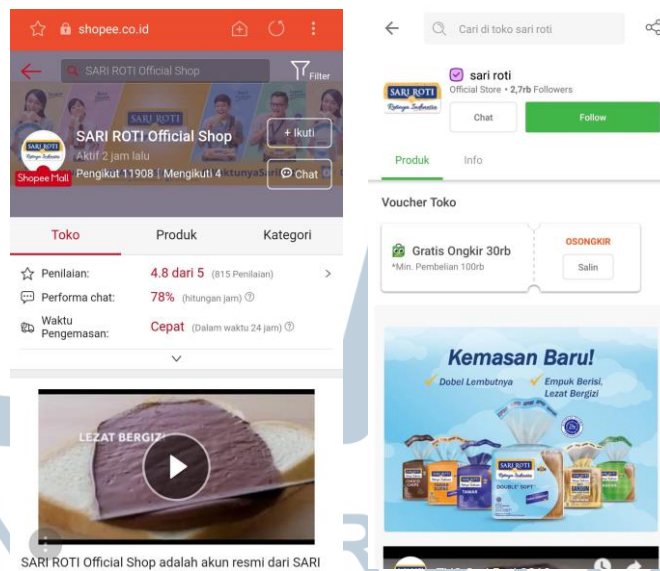 shopee.co.id
SARI ROTI Official Shop
Filter
SARI ROTI
SARI ROTI Official Shop
+ Ikuti
Aktif 2 jam lalu
Shopee Mall
Pengikut 11908 | Mengikuti 4
Chat
Toko Produk Kategori
Penilaian: 4.8 dari 5 (815 Penilaian)
Performa chat: 78% (hitungan jam)
Waktu Pengemasan: Cepat (Dalam waktu 24 jam)
LEZAT BERGIZI
SARI ROTI Official Shop adalah akun resmi dari SARI
Cari di toko sari roti
SARI ROTI
Rotinya Indonesia
sari roti
Official Store • 2,7rb Followers
Chat
Follow
Produk Info
Voucher Toko
Gratis Ongkir 30rb
*Min. Pembelian 100rb
OSONGKIR
Salin
Kemasan Baru!
Dobel Lembutnya
Empuk Berisi,
Lezat Bergizi
SARI ROTI
DOUBLE SOFT
TAWAR